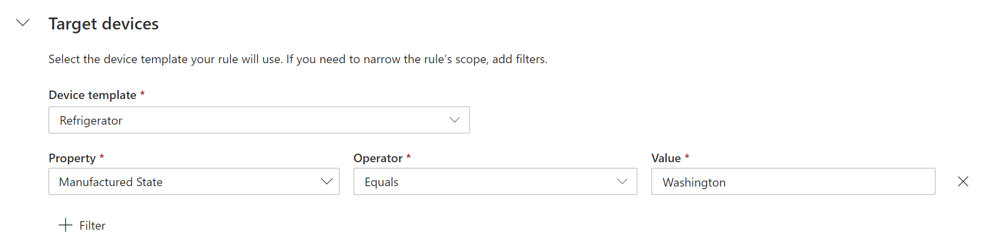 Target devices
Select the device template your rule will use. If you need to narrow the rule’s scope, add filters.
Device template *
Refrigerator
Property * Operator * Value *
Manufactured State Equals Washington
Filter